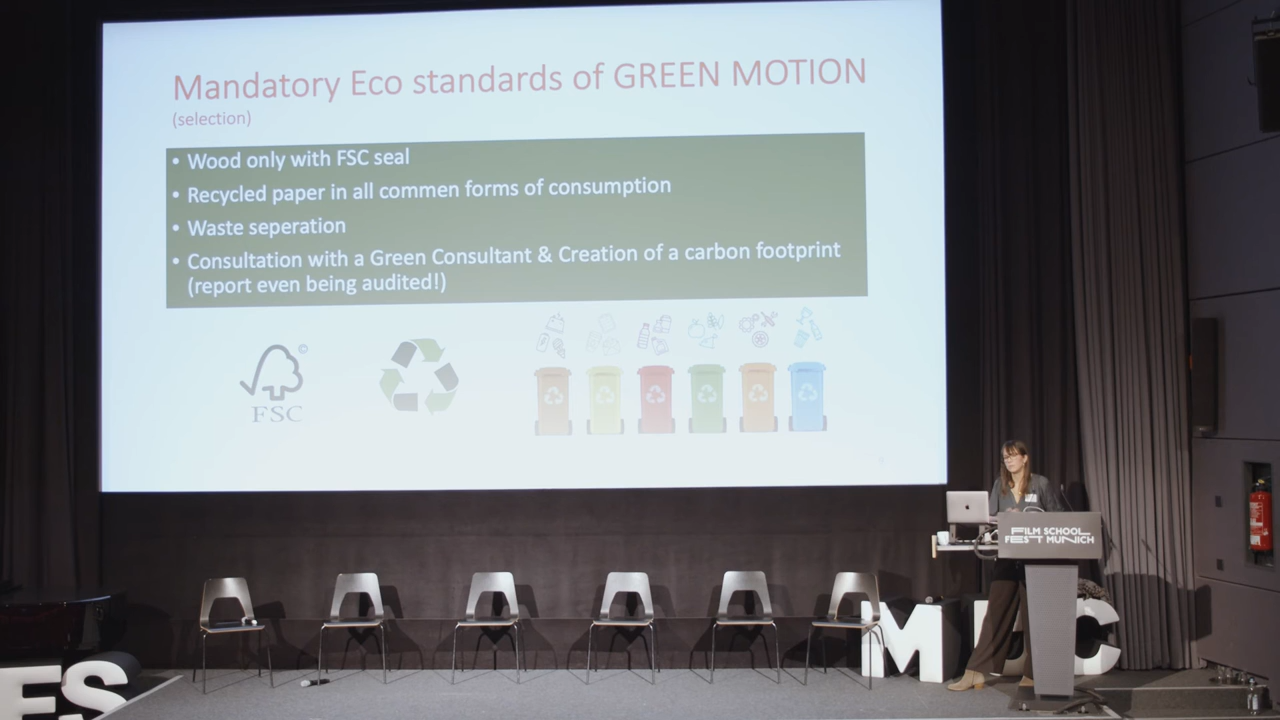 Mandatory Eco standards of GREEN MOTION
(selection)
• Wood only with FSC seal
• Recycled paper in all commen forms of consumption
• Waste seperation
• Consultation with a Green Consultant & Creation of a carbon footprint
(report even being audited!)
©
FSC
FILM SCHOOL
FEST MUNICH
M
C
ES